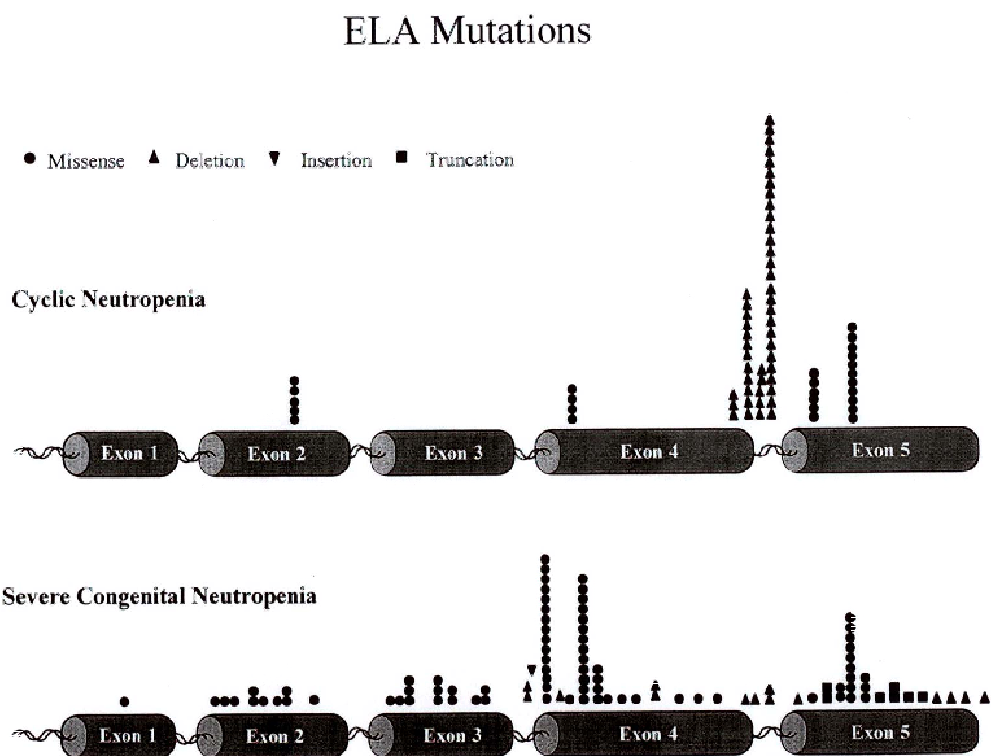 ELA Mutations
Missense Deletion Insertion Truncation
Cyclic Neutropenia
Exon 1 Exon 2 Exon 3 Exon 4 Exon 5
Severe Congenital Neutropenia
Exon 1 Exon 2 Exon 3 Exon 4 Exon 5